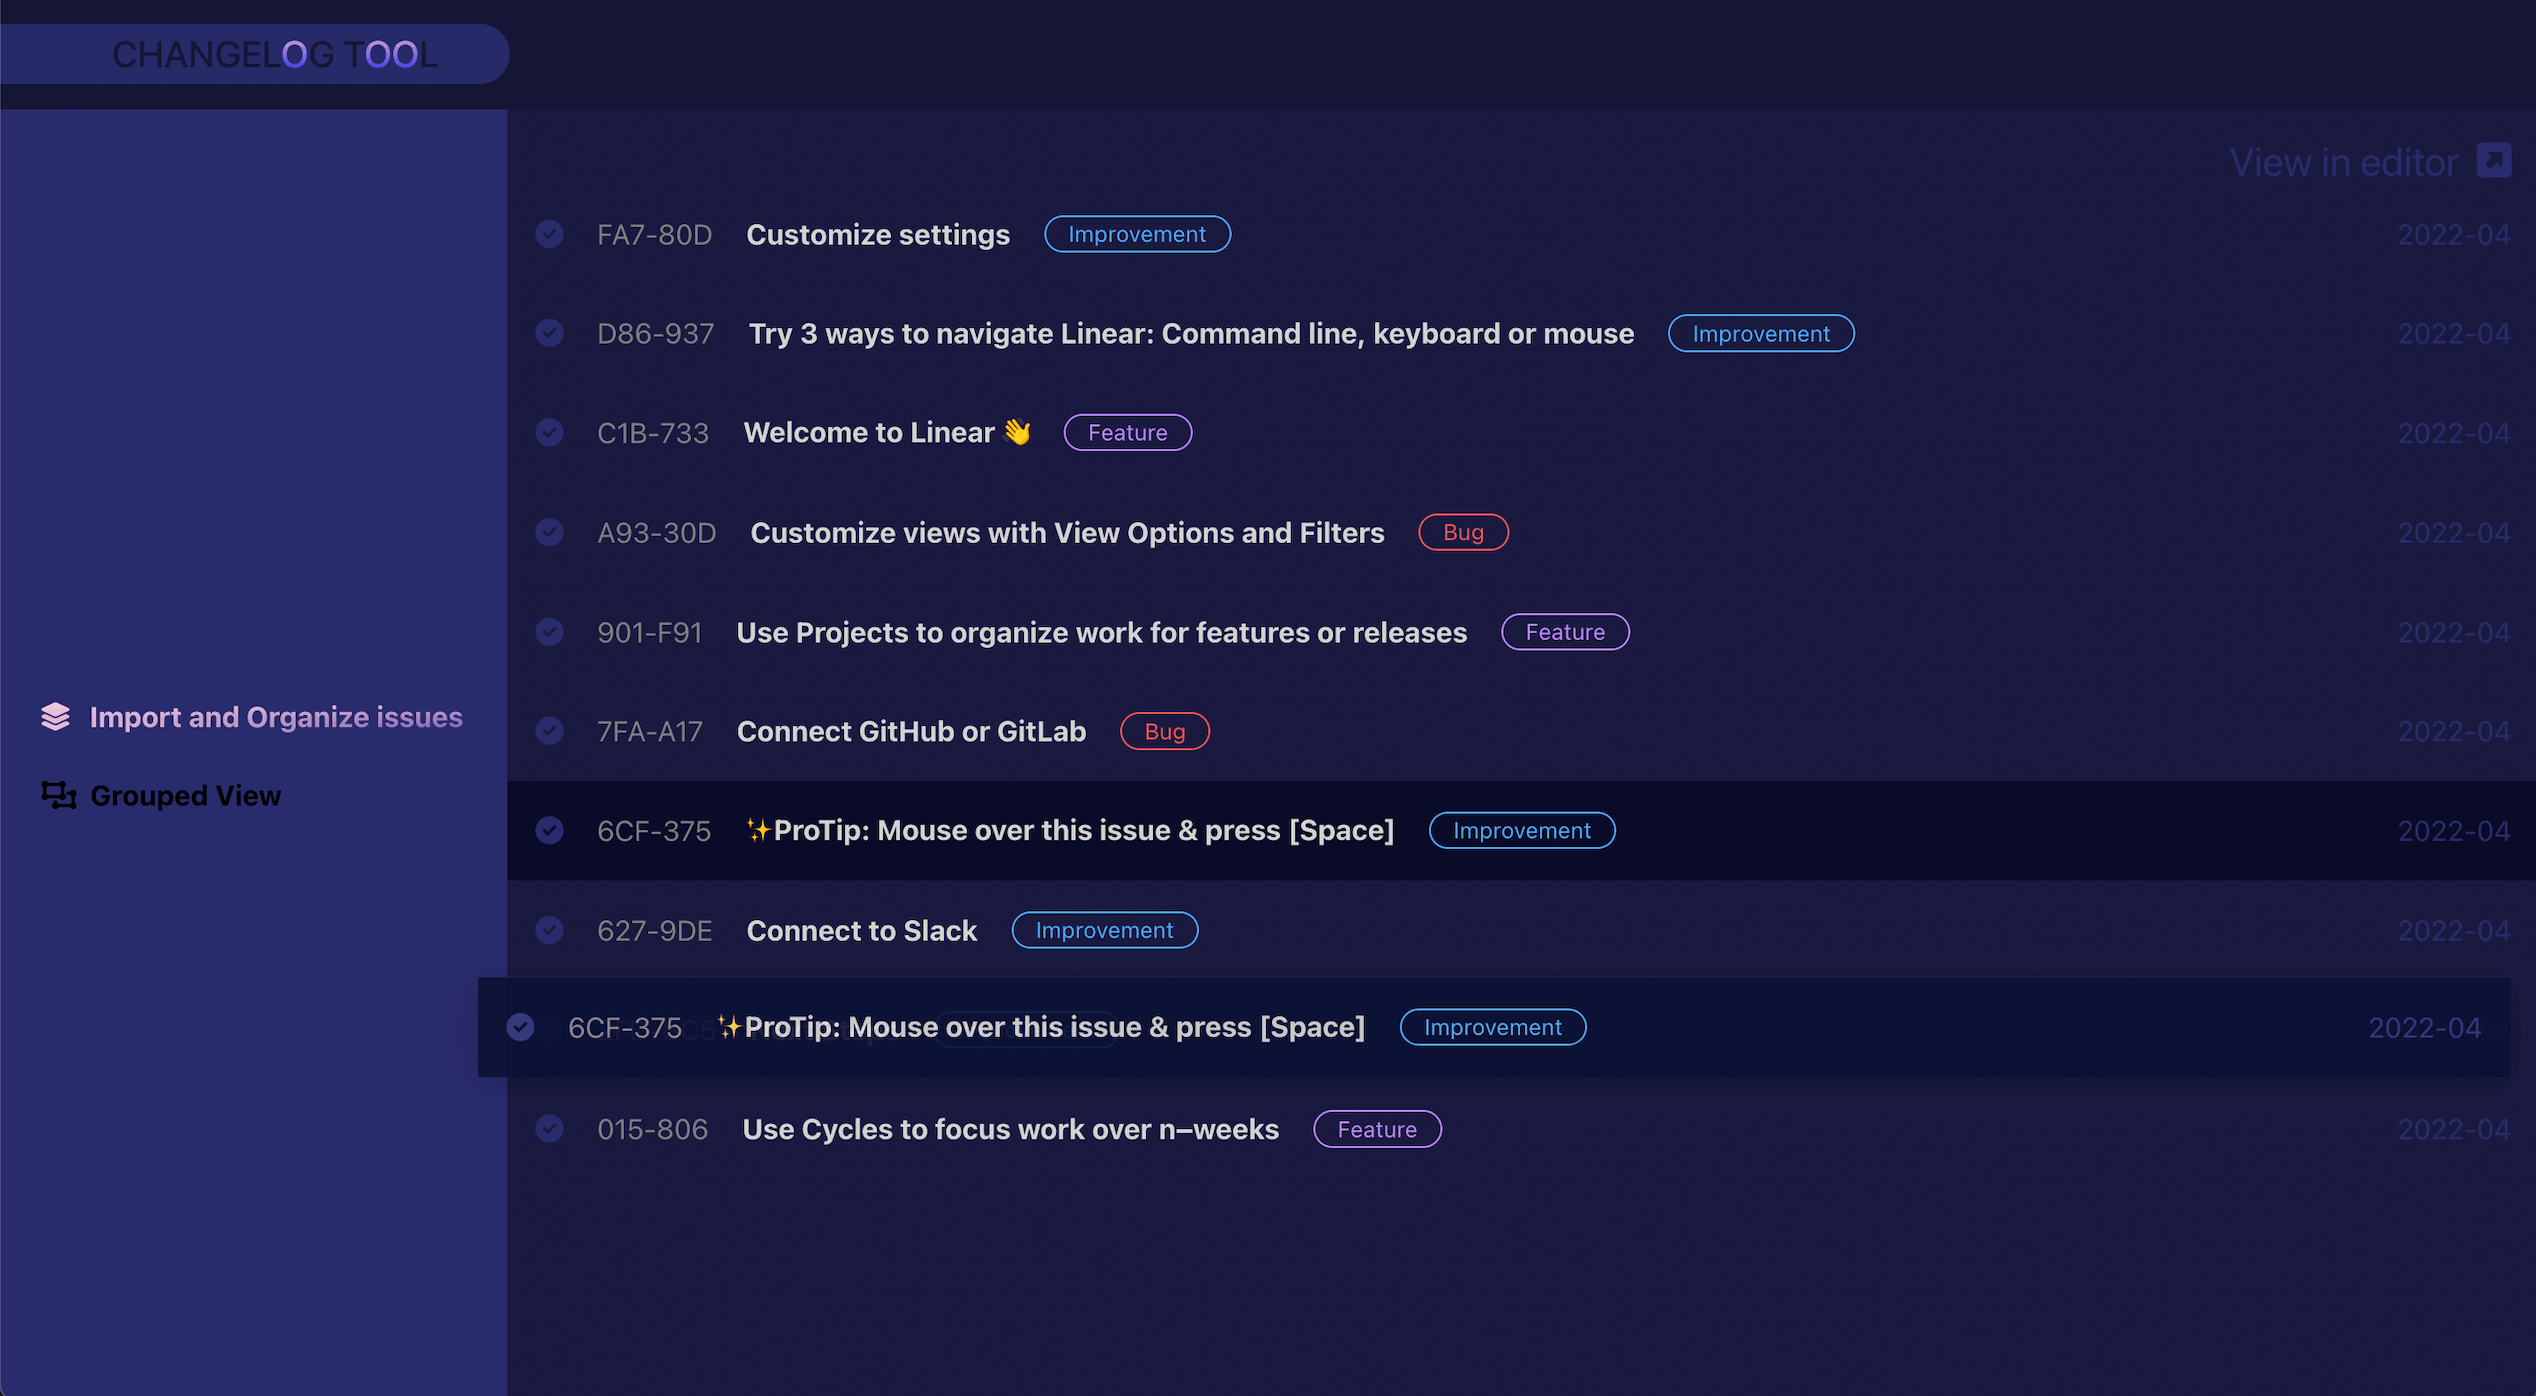 CHANGELOG TOOL
View in editor
FA7-80D Customize settings Improvement 2022-04
D86-937 Try 3 ways to navigate Linear: Command line, keyboard or mouse Improvement 2022-04
C1B-733 Welcome to Linear 👋 Feature 2022-04
A93-30D Customize views with View Options and Filters Bug 2022-04
901-F91 Use Projects to organize work for features or releases Feature 2022-04
Import and Organize issues
7FA-A17 Connect GitHub or GitLab Bug 2022-04
Grouped View
6CF-375 ✨ProTip: Mouse over this issue & press [Space] Improvement 2022-04
627-9DE Connect to Slack Improvement 2022-04
6CF-375 ✨ProTip: Mouse over this issue & press [Space] Improvement 2022-04
015-806 Use Cycles to focus work over n–weeks Feature 2022-04